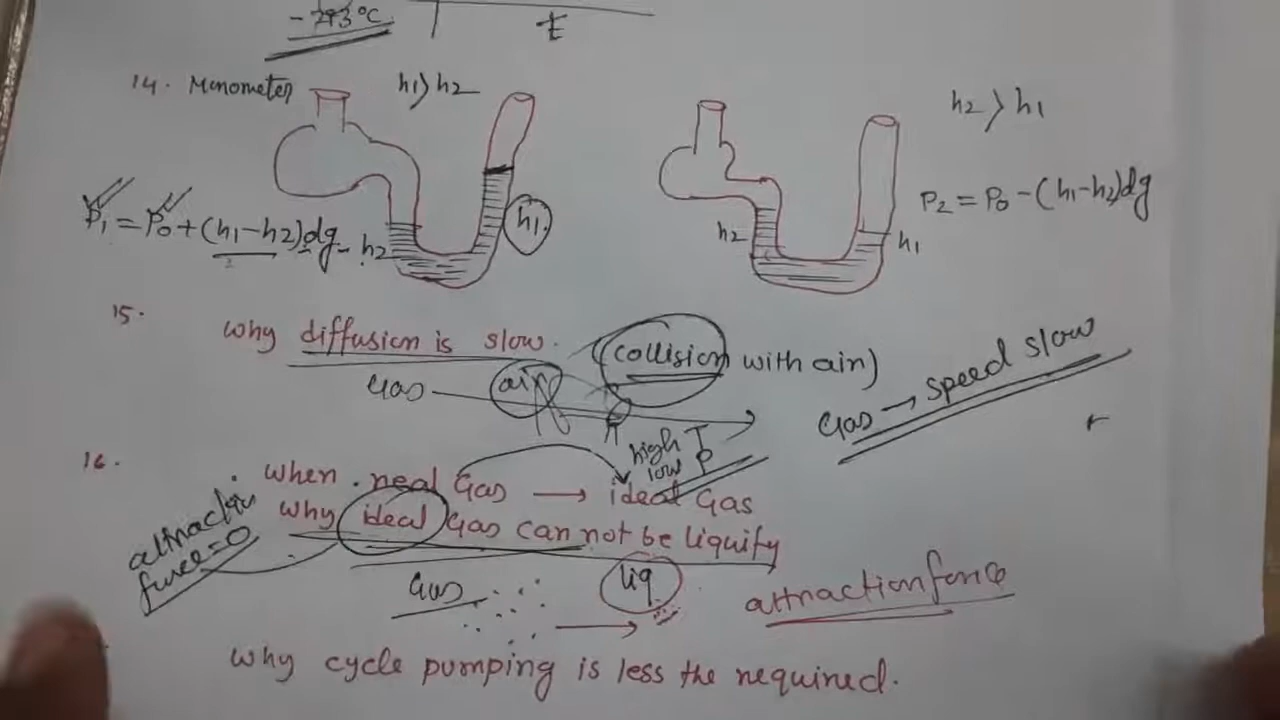 -273°C
t
14. Manometer h1>h2
h2 > h1
P1 = P0 + (h1-h2)dg
h2
h1.
P2 = P0 - (h1-h2)dg
h2
h1
15. Why diffusion is slow. (collision with air)
Gas air
Gas → speed slow
high T
low P
16. When real Gas → ideal Gas
Why ideal Gas cannot be liquify
attraction
force=0
Gas → liq
attraction force
Why cycle pumping is less the required.